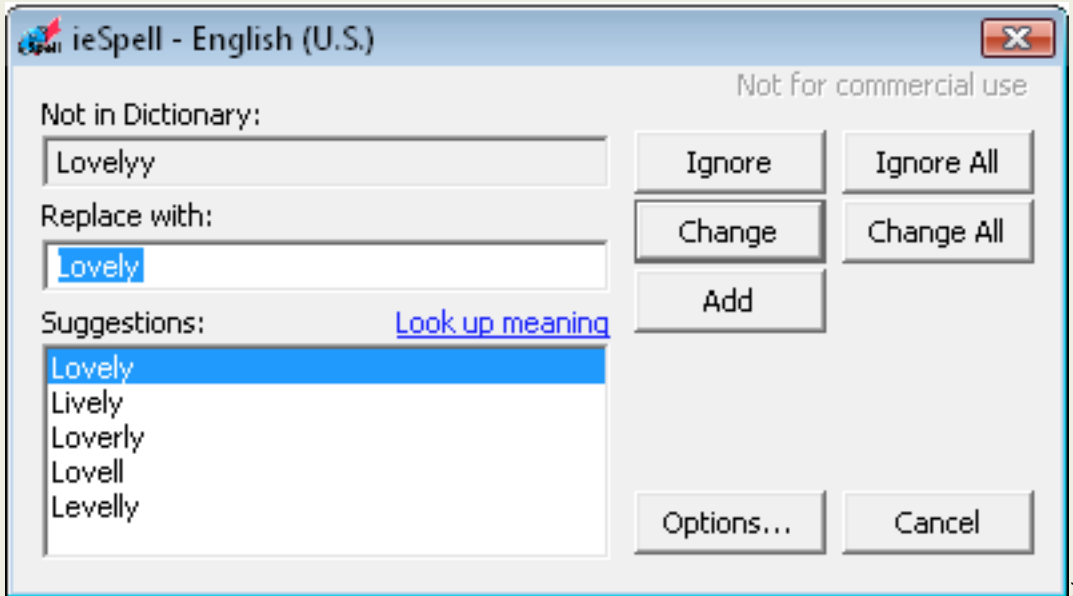 ieSpell - English (U.S.)
Not for commercial use
Not in Dictionary:
Lovelyy
Ignore
Ignore All
Replace with:
Change
Change All
Lovely
Add
Suggestions:
Look up meaning
Lovely
Lively
Loverly
Lovell
Levelly
Options...
Cancel